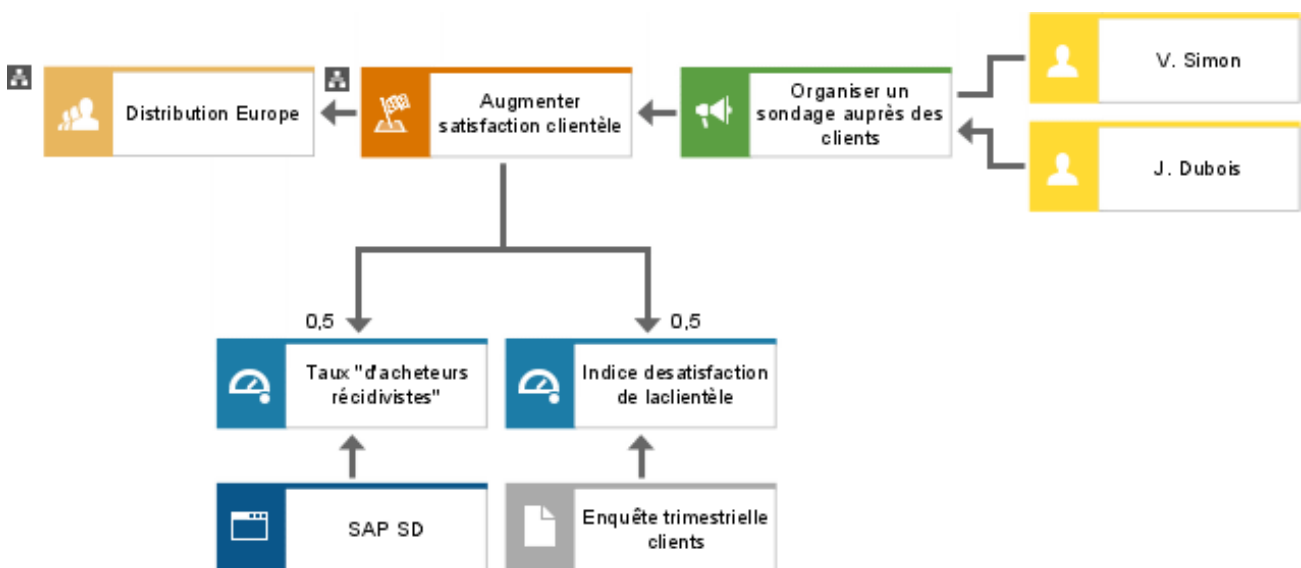 V. Simon
Distribution Europe
Augmenter
satisfaction clientèle
Organiser un
sondage auprès des
clients
J. Dubois
0,5
0,5
Taux "d'acheteurs
récidivistes"
Indice desatisfaction
de laclientèle
SAP SD
Enquête trimestrielle
clients